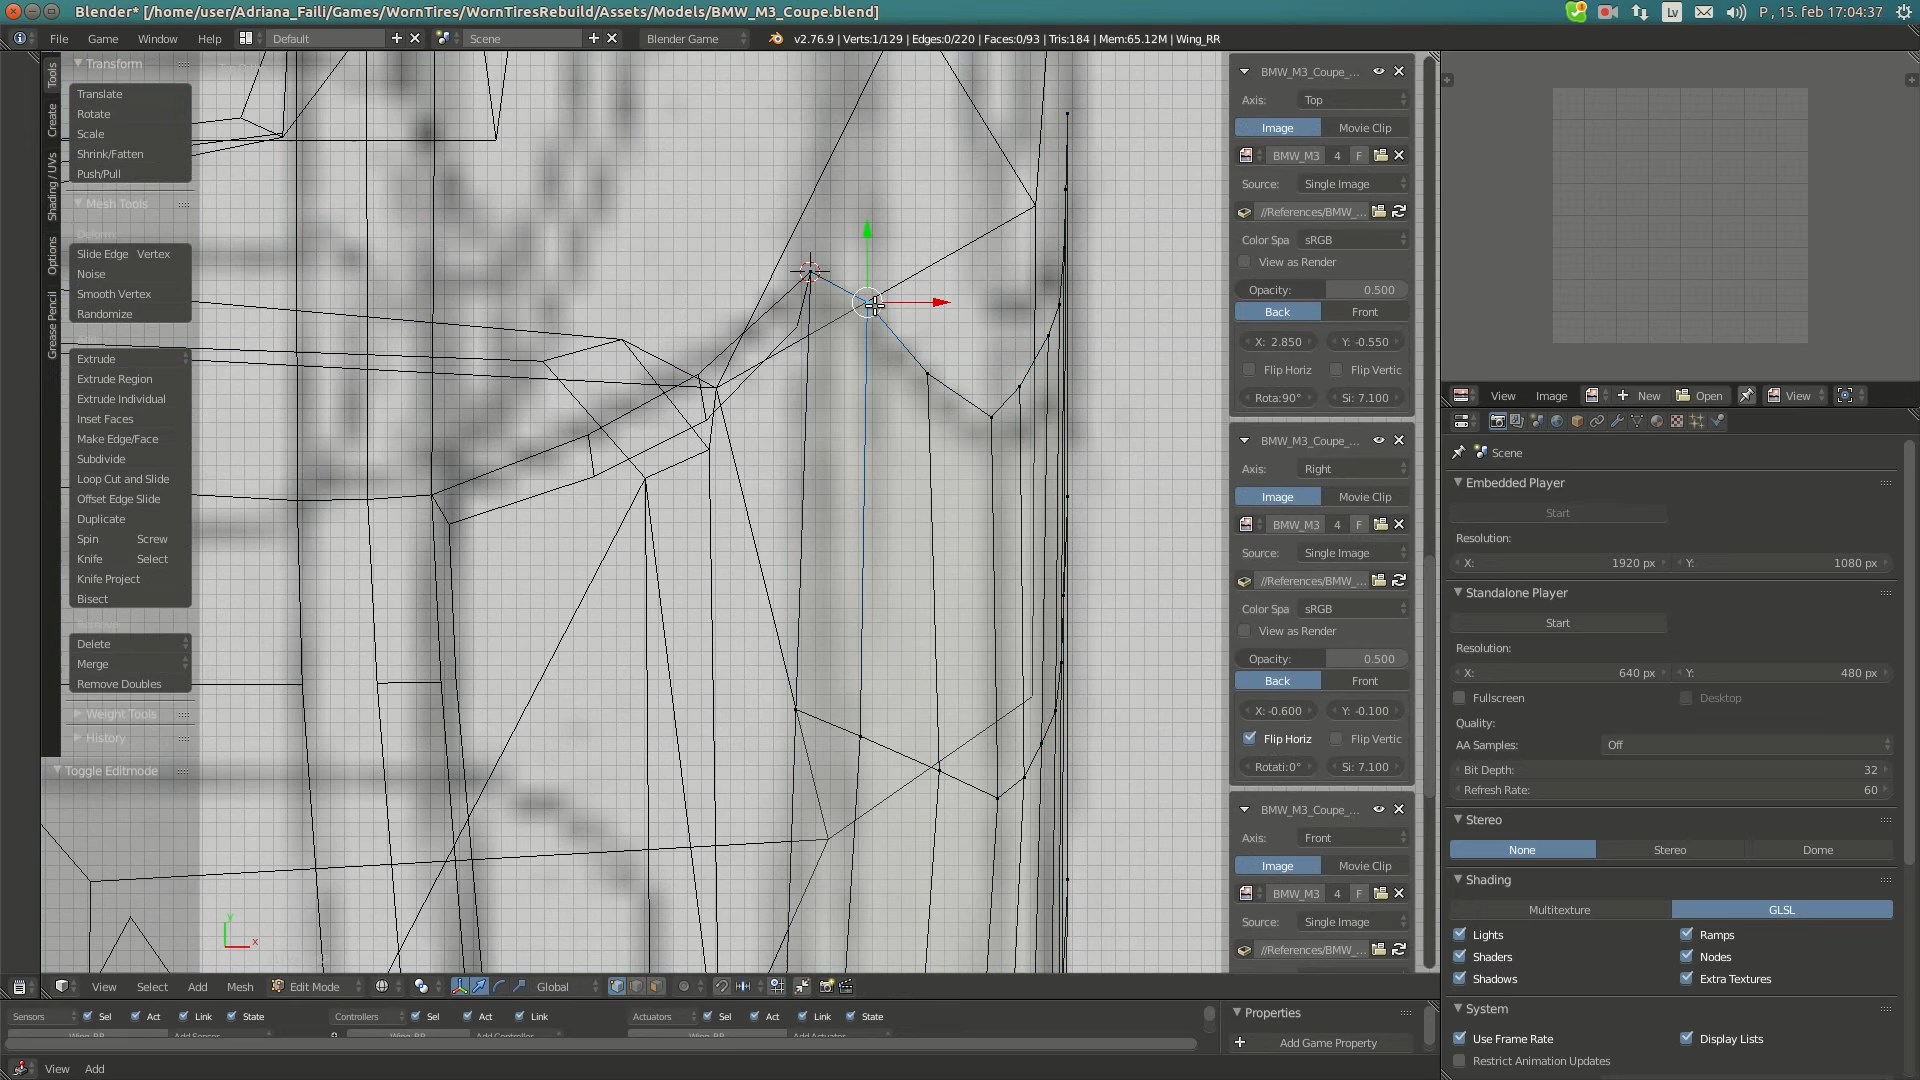 Blender* [/home/user/Adriana_Faili/Games/WornTires/WornTiresRebuild/Assets/Models/BMW_M3_Coupe.blend]
Lv
P , 15. feb 17:04:37
File Game Window Help
Default
Scene
Blender Game
v2.76.9 | Verts:1/129 | Edges:0/220 | Faces:0/93 | Tris:184 | Mem:65.12M | Wing_RR
Tools
Create
Shading / UVs
Options
Grease Pencil
Transform
Translate
Rotate
Scale
Shrink/Fatten
Push/Pull
Mesh Tools
Deform:
Slide Edge Vertex
Noise
Smooth Vertex
Randomize
Extrude
Extrude Region
Extrude Individual
Inset Faces
Make Edge/Face
Subdivide
Loop Cut and Slide
Offset Edge Slide
Duplicate
Spin Screw
Knife Select
Knife Project
Bisect
Delete
Merge
Remove Doubles
Weight Tools
History
Toggle Editmode
y
x
BMW_M3_Coupe_...
Axis: Top
Image Movie Clip
BMW_M3 4 F
Source: Single Image
//References/BMW_...
Color Spa sRGB
View as Render
Opacity: 0.500
Back Front
X: 2.850 Y: -0.550
Flip Horiz Flip Vertic
Rota:90° Si: 7.100
BMW_M3_Coupe_...
Axis: Right
Image Movie Clip
BMW_M3 4 F
Source: Single Image
//References/BMW_...
Color Spa sRGB
View as Render
Opacity: 0.500
Back Front
X: -0.600 Y: -0.100
Flip Horiz Flip Vertic
Rotati:0° Si: 7.100
BMW_M3_Coupe_...
Axis: Front
Image Movie Clip
BMW_M3 4 F
Source: Single Image
//References/BMW_...
View Image New Open View
Scene
Embedded Player
Start
Resolution:
X: 1920 px Y: 1080 px
Standalone Player
Start
Resolution:
X: 640 px Y: 480 px
Fullscreen Desktop
Quality:
AA Samples: Off
Bit Depth: 32
Refresh Rate: 60
Stereo
None Stereo Dome
Shading
Multitexture GLSL
Lights Ramps
Shaders Nodes
Shadows Extra Textures
System
Use Frame Rate Display Lists
Restrict Animation Updates
View Select Add Mesh Edit Mode Global
Sensors Sel Act Link State
Controllers Sel Act Link
Actuators Sel Act Link State
Properties
Add Game Property
View Add